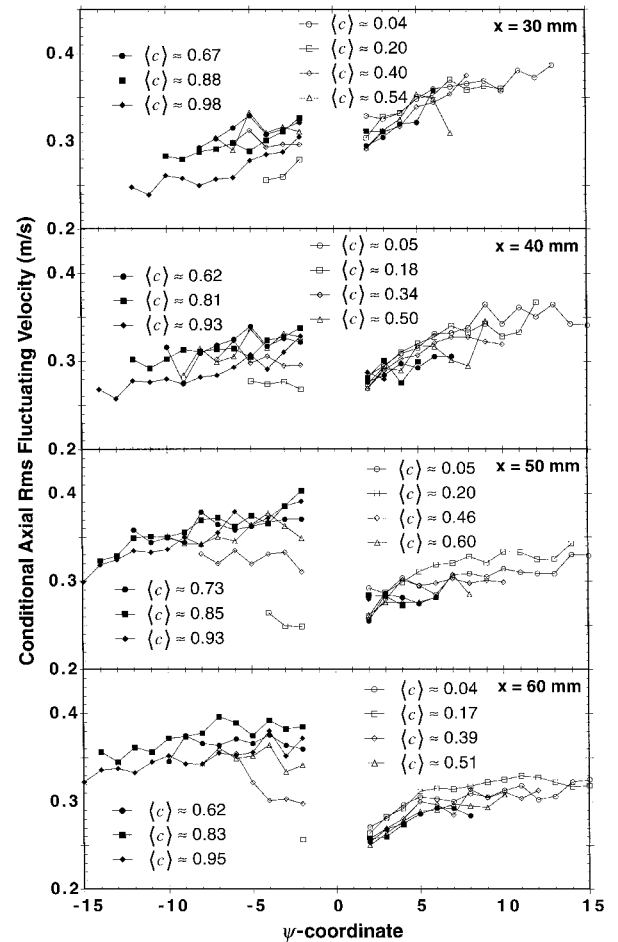 Conditional Axial Rms Fluctuating Velocity (m/s)
x = 30 mm
⟨c⟩ ≈ 0.67
⟨c⟩ ≈ 0.88
⟨c⟩ ≈ 0.98
⟨c⟩ ≈ 0.04
⟨c⟩ ≈ 0.20
⟨c⟩ ≈ 0.40
⟨c⟩ ≈ 0.54
0.4
0.3
0.2
x = 40 mm
⟨c⟩ ≈ 0.62
⟨c⟩ ≈ 0.81
⟨c⟩ ≈ 0.93
⟨c⟩ ≈ 0.05
⟨c⟩ ≈ 0.18
⟨c⟩ ≈ 0.34
⟨c⟩ ≈ 0.50
0.4
0.3
0.2
x = 50 mm
⟨c⟩ ≈ 0.05
⟨c⟩ ≈ 0.20
⟨c⟩ ≈ 0.46
⟨c⟩ ≈ 0.60
⟨c⟩ ≈ 0.73
⟨c⟩ ≈ 0.85
⟨c⟩ ≈ 0.93
0.4
0.3
0.2
x = 60 mm
⟨c⟩ ≈ 0.04
⟨c⟩ ≈ 0.17
⟨c⟩ ≈ 0.39
⟨c⟩ ≈ 0.51
⟨c⟩ ≈ 0.62
⟨c⟩ ≈ 0.83
⟨c⟩ ≈ 0.95
0.4
0.3
0.2
-15 -10 -5 0 5 10 15
ψ-coordinate